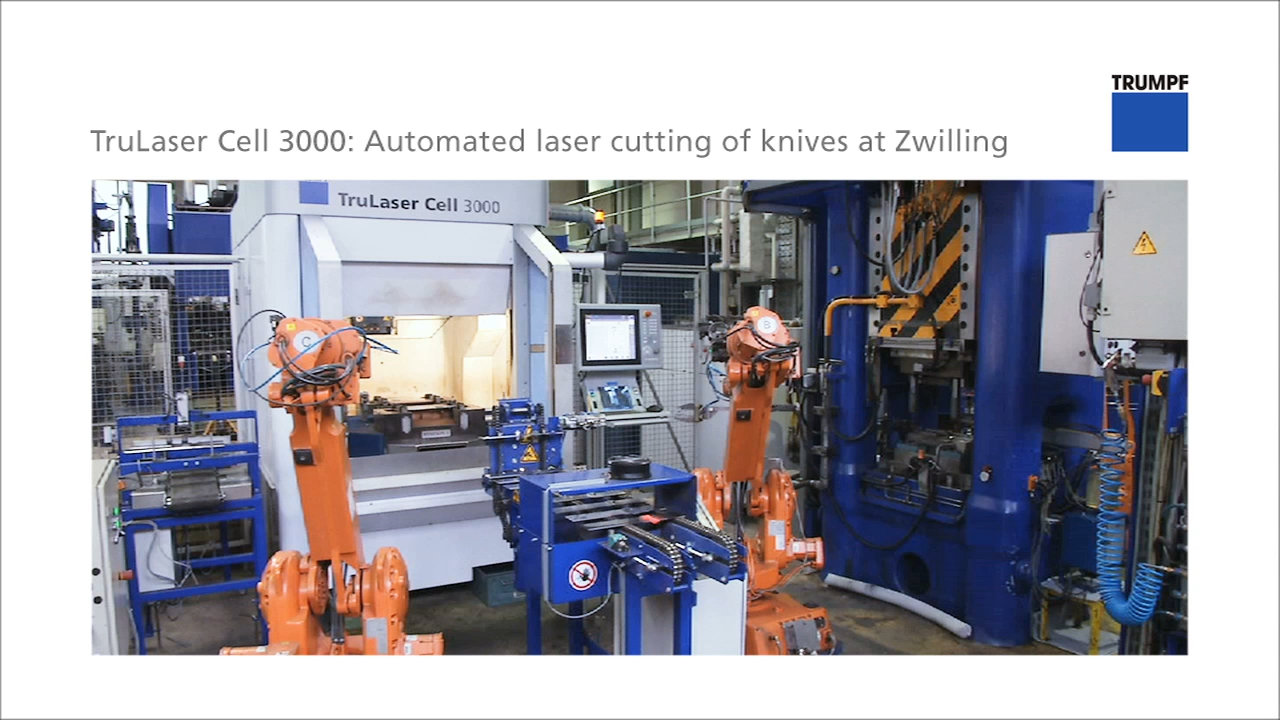 TRUMPF
TruLaser Cell 3000: Automated laser cutting of knives at Zwilling
TruLaser Cell 3000
C
B